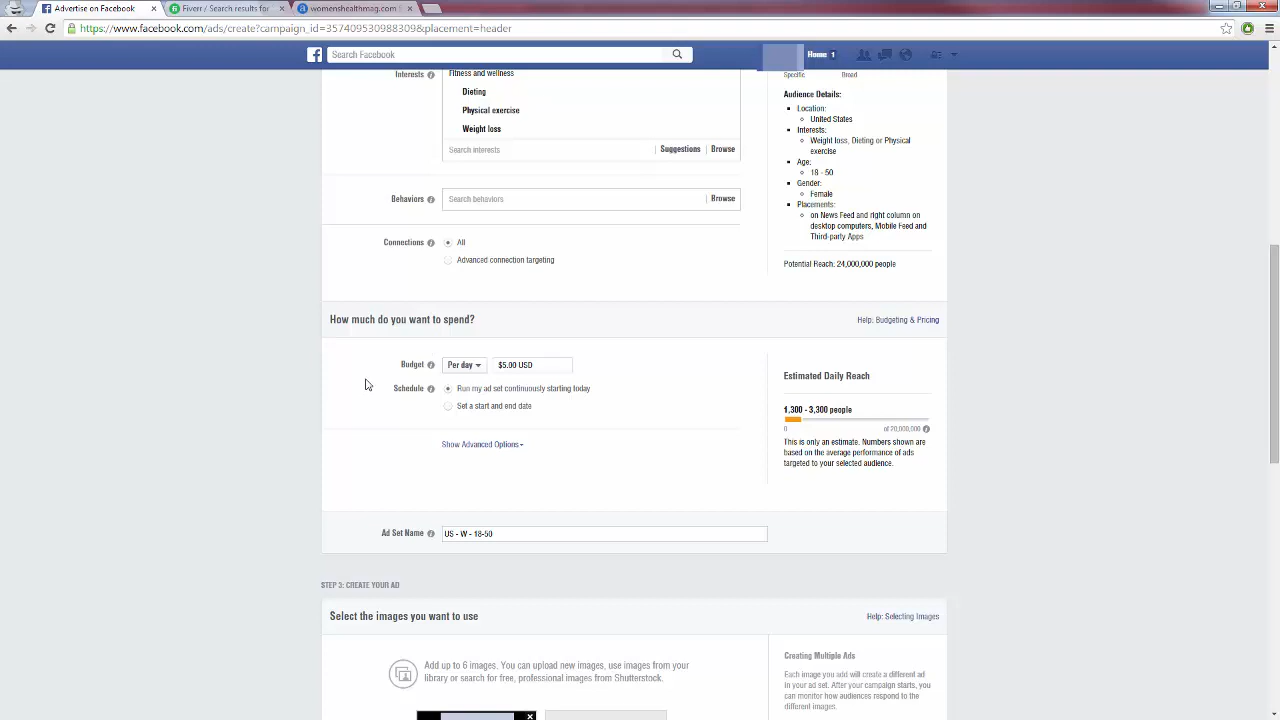 Advertise on Facebook
Fiverr / Search results for
womenshealthmag.com
https://www.facebook.com/ads/create?campaign_id=357409530988309&placement=header
Search Facebook
Home 1
Interests
Fitness and wellness
Dieting
Physical exercise
Weight loss
Search interests
Suggestions
Browse
Behaviors
Search behaviors
Browse
Connections
All
Advanced connection targeting
Specific
Broad
Audience Details:
Location:
United States
Interests:
Weight loss, Dieting or Physical
exercise
Age:
18 - 50
Gender:
Female
Placements:
on News Feed and right column on
desktop computers, Mobile Feed and
Third-party Apps
Potential Reach: 24,000,000 people
How much do you want to spend?
Help: Budgeting & Pricing
Budget
Per day
$5.00 USD
Schedule
Run my ad set continuously starting today
Set a start and end date
Show Advanced Options
Estimated Daily Reach
1,300 - 3,300 people
0
of 20,000,000
This is only an estimate. Numbers shown are
based on the average performance of ads
targeted to your selected audience.
Ad Set Name
US - W - 18-50
STEP 3: CREATE YOUR AD
Select the images you want to use
Help: Selecting Images
Add up to 6 images. You can upload new images, use images from your
library or search for free, professional images from Shutterstock.
Creating Multiple Ads
Each image you add will create a different ad
in your ad set. After your campaign starts, you
can monitor how audiences respond to the
different images.